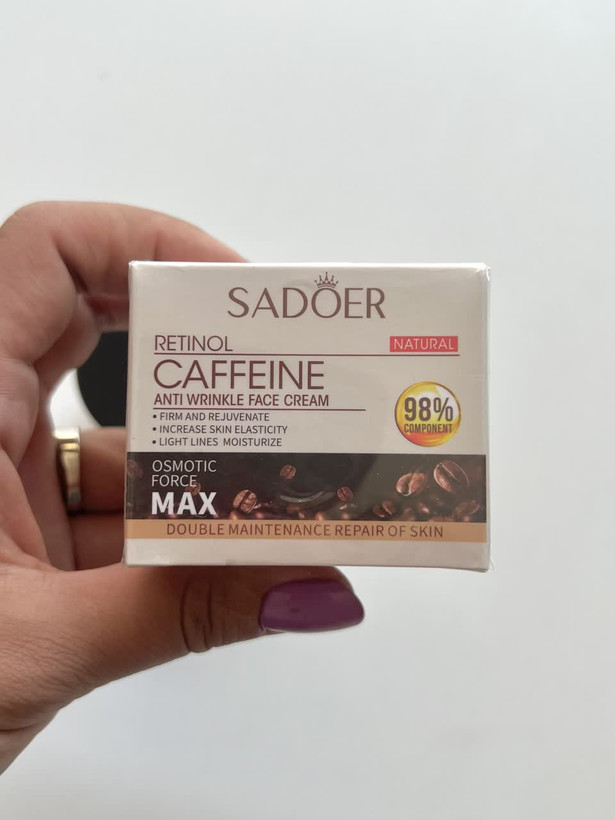 SADOER
RETINOL
NATURAL
CAFFEINE
ANTI WRINKLE FACE CREAM
• FIRM AND REJUVENATE
• INCREASE SKIN ELASTICITY
• LIGHT LINES MOISTURIZE
98%
COMPONENT
OSMOTIC
FORCE
MAX
DOUBLE MAINTENANCE REPAIR OF SKIN